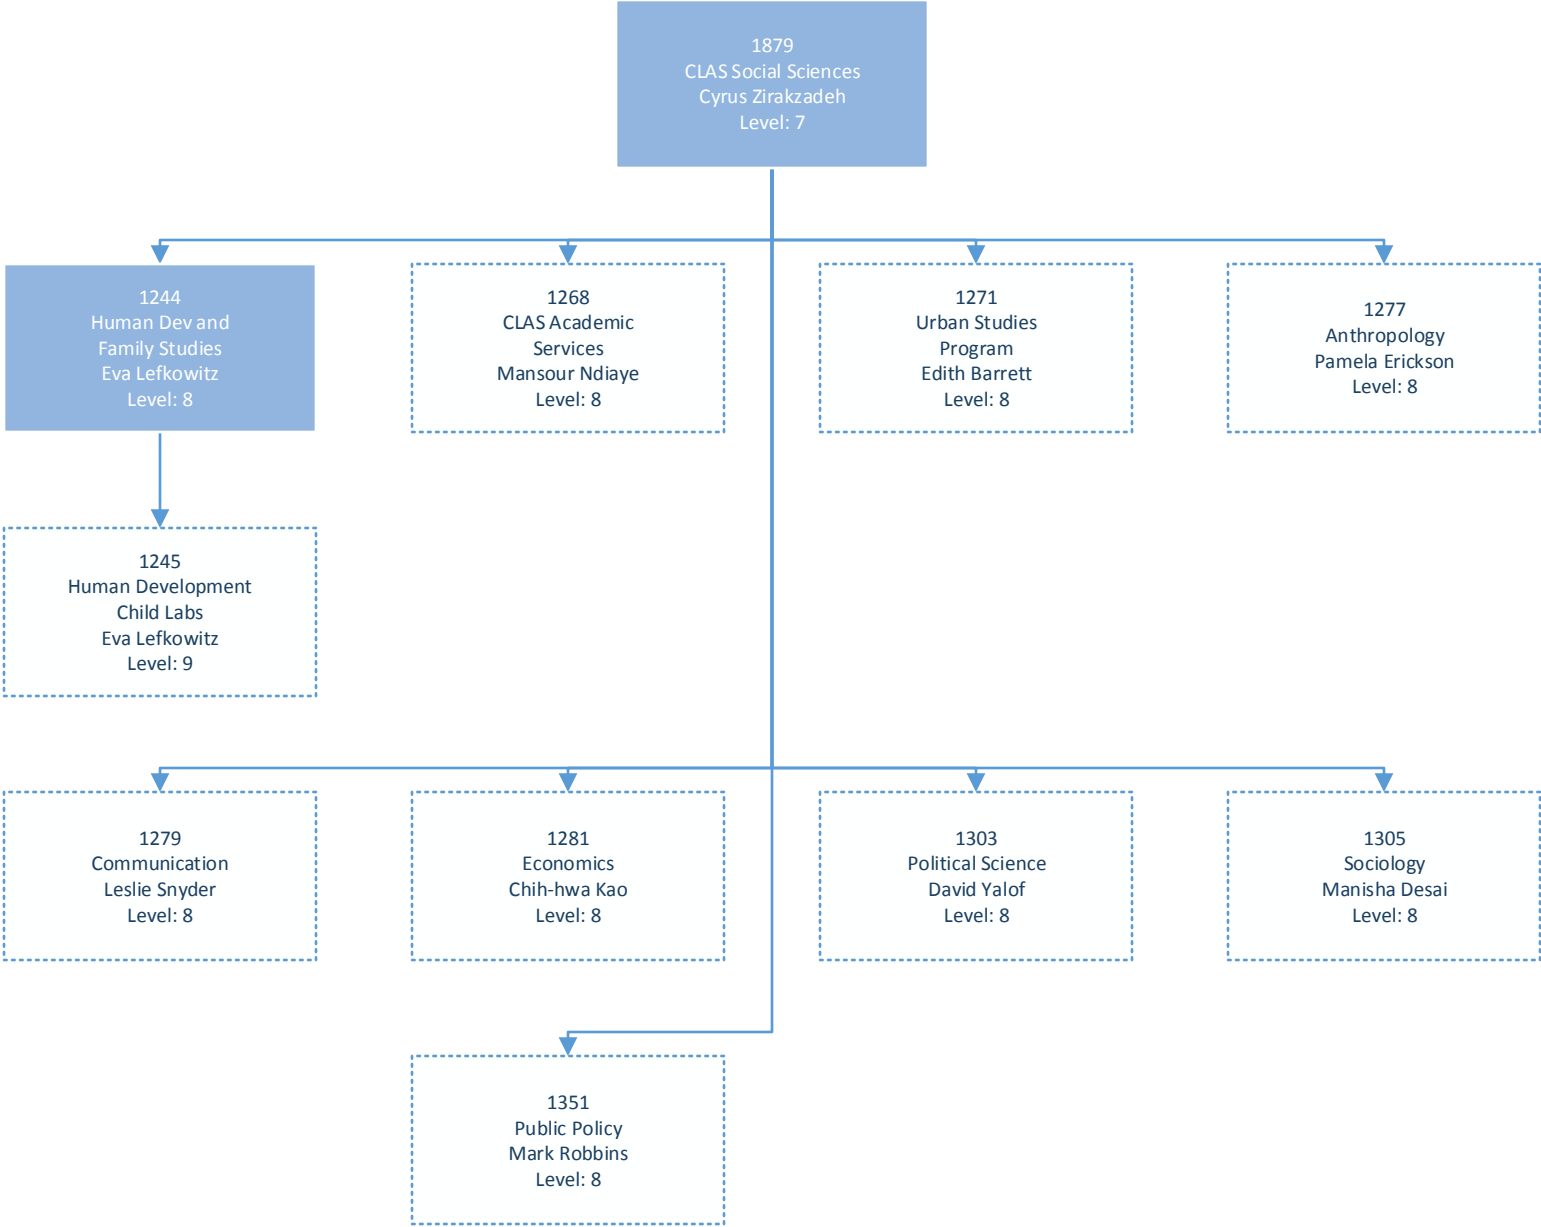 1879
CLAS Social Sciences
Cyrus Zirakzadeh
Level: 7
1244
Human Dev and
Family Studies
Eva Lefkowitz
Level: 8
1268
CLAS Academic
Services
Mansour Ndiaye
Level: 8
1271
Urban Studies
Program
Edith Barrett
Level: 8
1277
Anthropology
Pamela Erickson
Level: 8
1245
Human Development
Child Labs
Eva Lefkowitz
Level: 9
1279
Communication
Leslie Snyder
Level: 8
1281
Economics
Chih-hwa Kao
Level: 8
1303
Political Science
David Yalof
Level: 8
1305
Sociology
Manisha Desai
Level: 8
1351
Public Policy
Mark Robbins
Level: 8